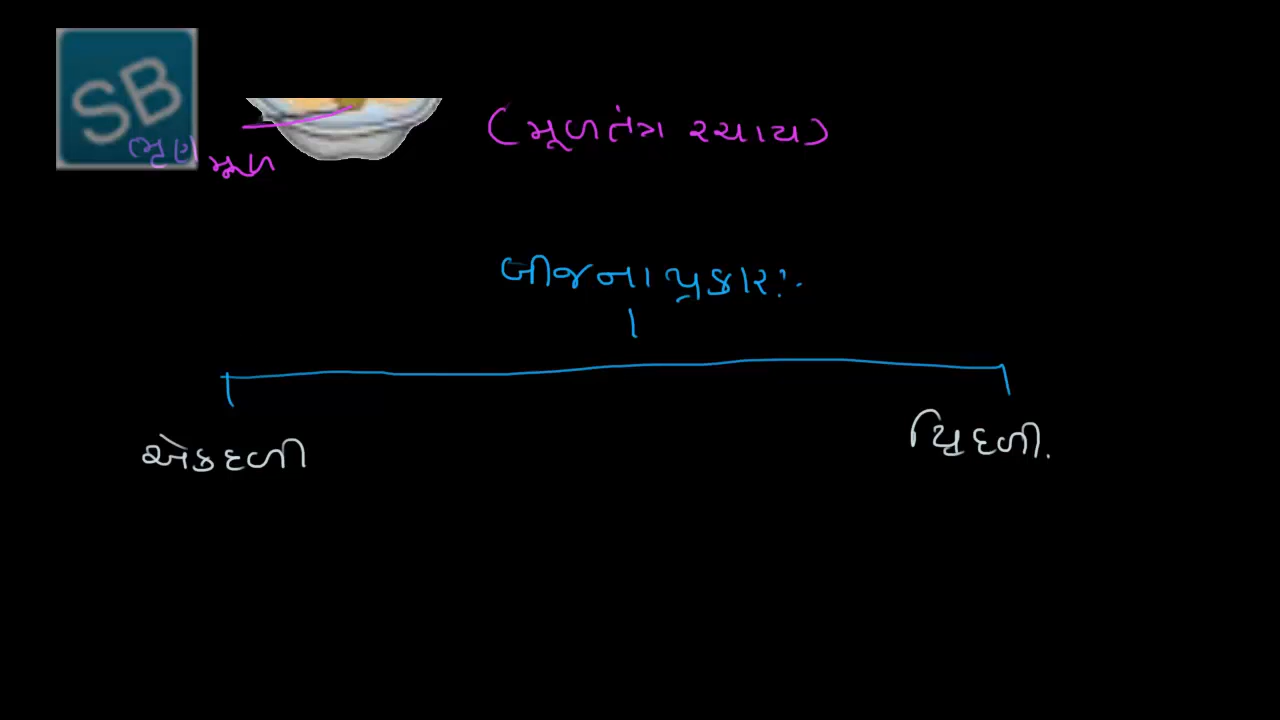 SB
ભ્રૂણ મૂળ
(મૂળતંત્ર રચાય)
બીજના પ્રકાર:-
એકદળી
દ્વિદળી.